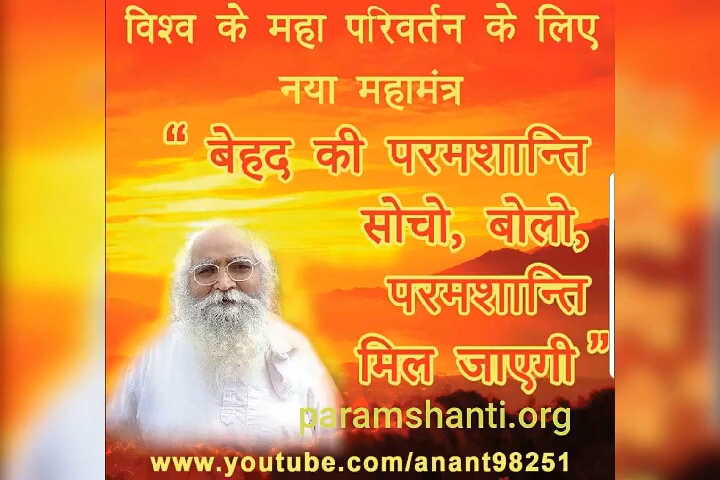 विश्व के महा परिवर्तन के लिए
नया महामंत्र
“ बेहद की परमशान्ति
सोचो, बोलो,
परमशान्ति
मिल जाएगी”
paramshanti.org
www.youtube.com/anant98251